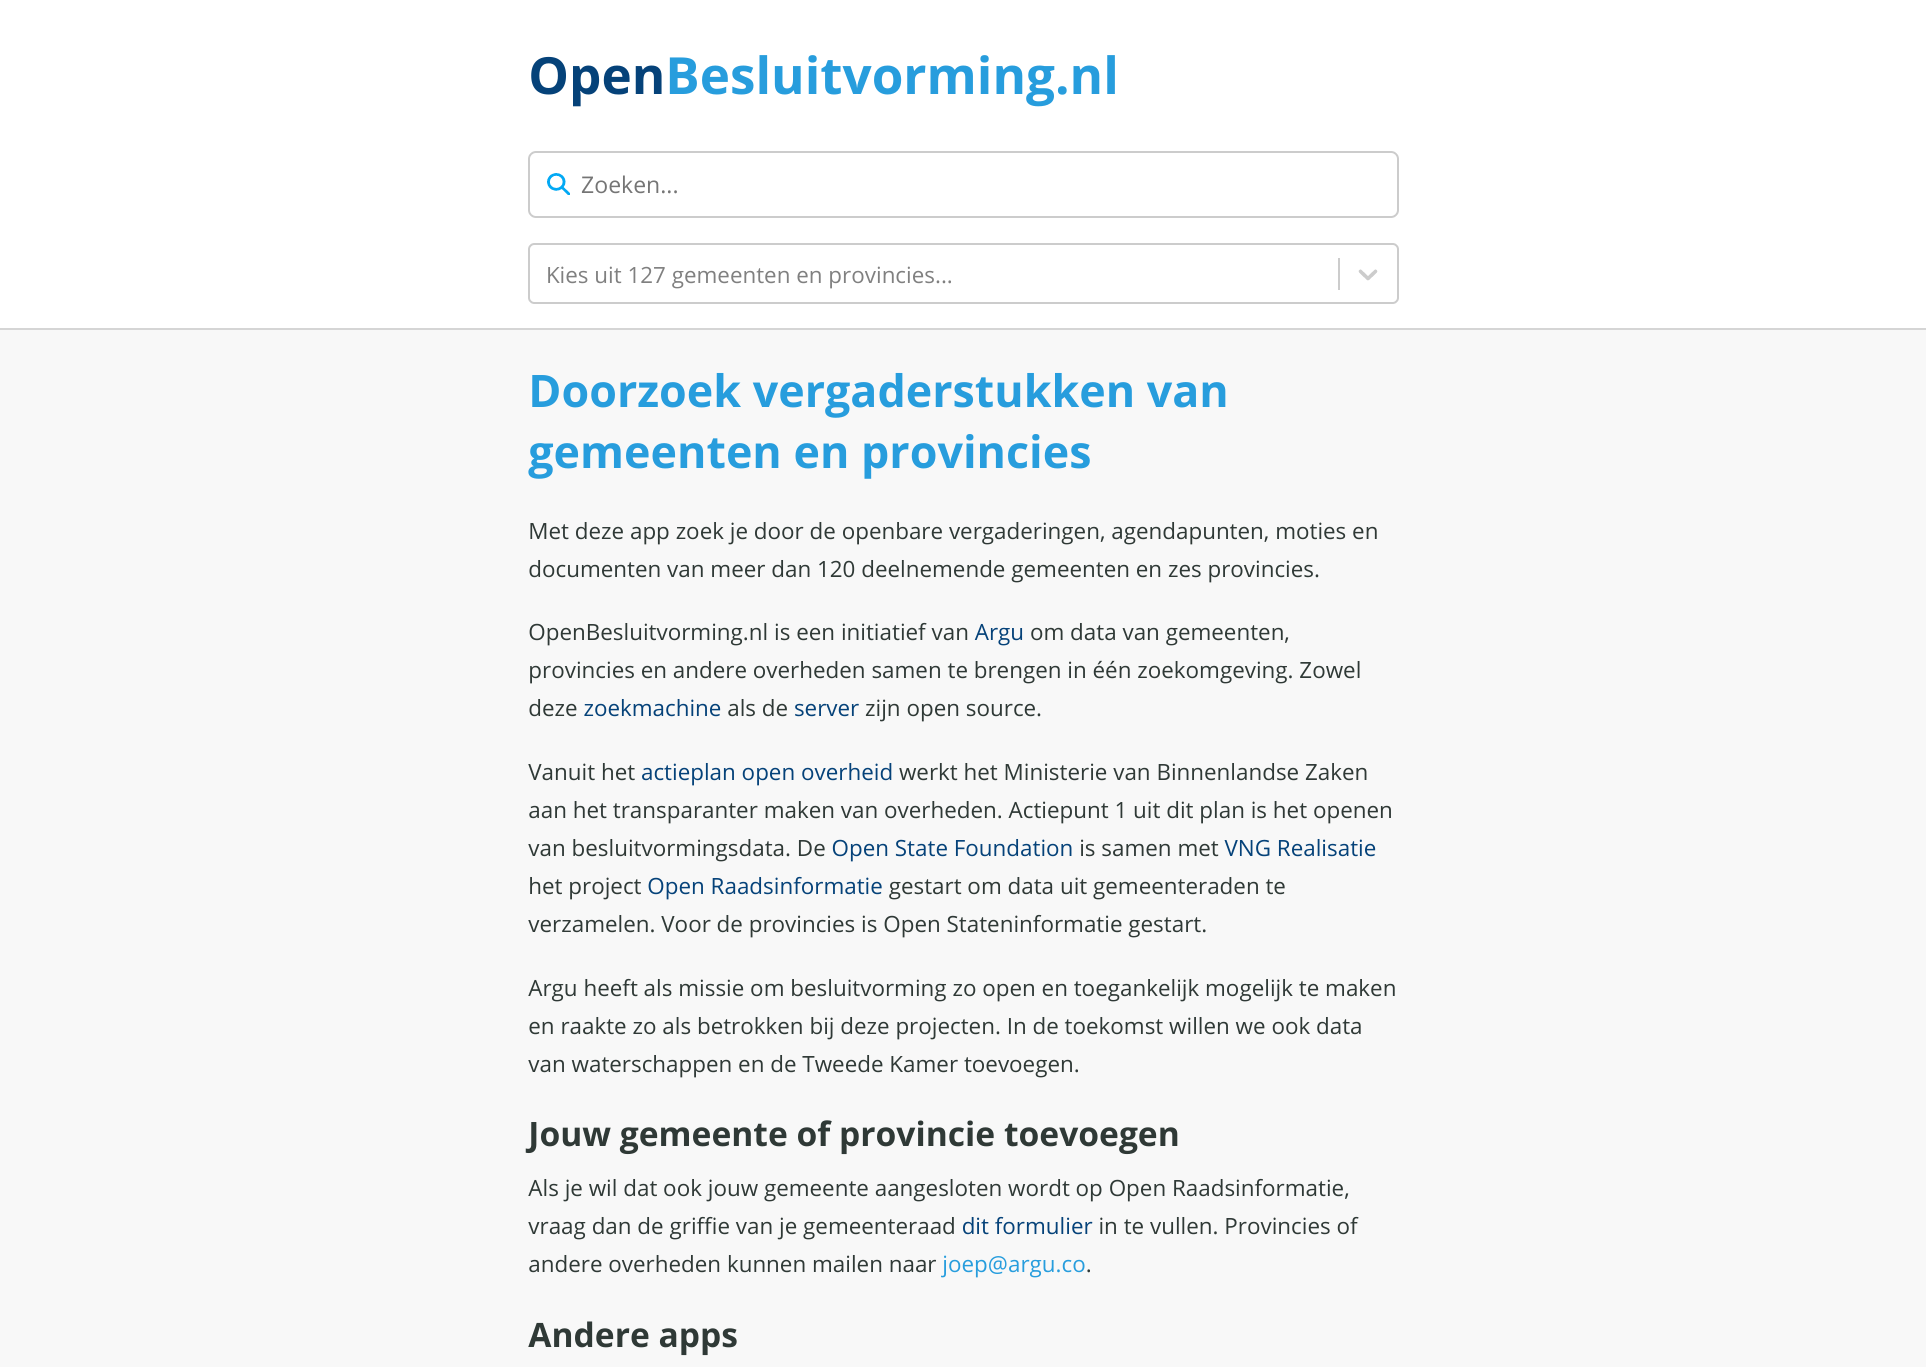 OpenBesluitvorming.nl
Zoeken...
Kies uit 127 gemeenten en provincies...
Doorzoek vergaderstukken van
gemeenten en provincies
Met deze app zoek je door de openbare vergaderingen, agendapunten, moties en
documenten van meer dan 120 deelnemende gemeenten en zes provincies.
OpenBesluitvorming.nl is een initiatief van Argu om data van gemeenten,
provincies en andere overheden samen te brengen in één zoekomgeving. Zowel
deze zoekmachine als de server zijn open source.
Vanuit het actieplan open overheid werkt het Ministerie van Binnenlandse Zaken
aan het transparanter maken van overheden. Actiepunt 1 uit dit plan is het openen
van besluitvormingsdata. De Open State Foundation is samen met VNG Realisatie
het project Open Raadsinformatie gestart om data uit gemeenteraden te
verzamelen. Voor de provincies is Open Stateninformatie gestart.
Argu heeft als missie om besluitvorming zo open en toegankelijk mogelijk te maken
en raakte zo als betrokken bij deze projecten. In de toekomst willen we ook data
van waterschappen en de Tweede Kamer toevoegen.
Jouw gemeente of provincie toevoegen
Als je wil dat ook jouw gemeente aangesloten wordt op Open Raadsinformatie,
vraag dan de griffie van je gemeenteraad dit formulier in te vullen. Provincies of
andere overheden kunnen mailen naar joep@argu.co.
Andere apps